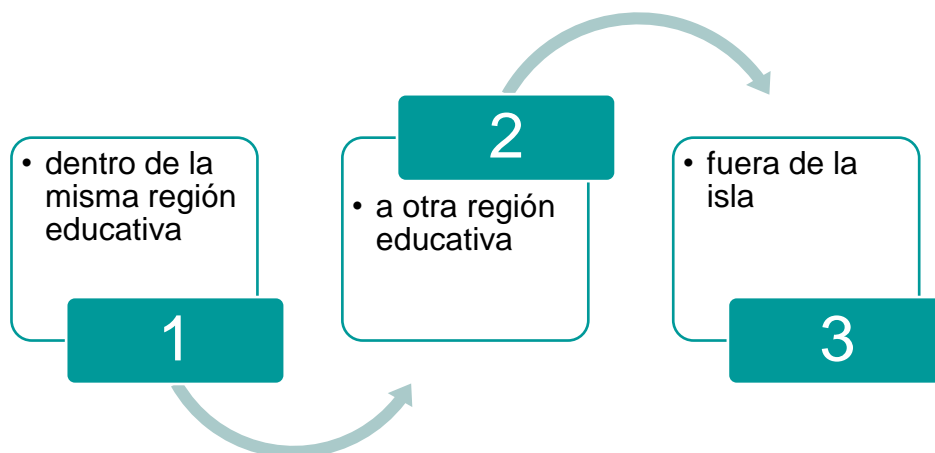 • dentro de la
misma región
educativa
1
2
• a otra región
educativa
• fuera de la
isla
3